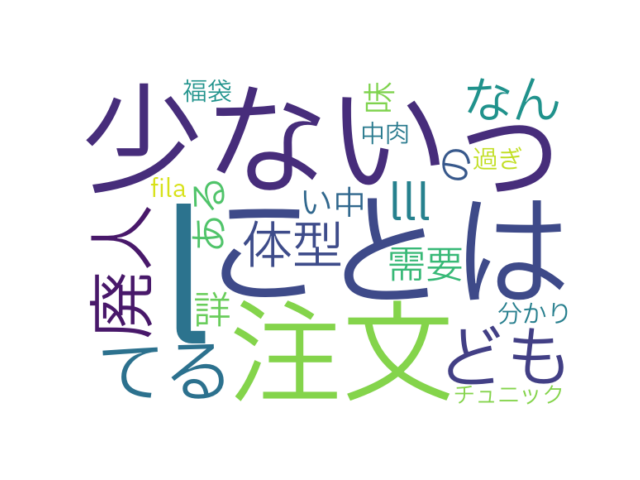 福袋
味
なん
少ない
つ
中肉
の
過ぎ
fila
ある
い中
lll
し
こと
は
廃人
体型
需要
詳
注文
分かり
てる
ども
チュニック